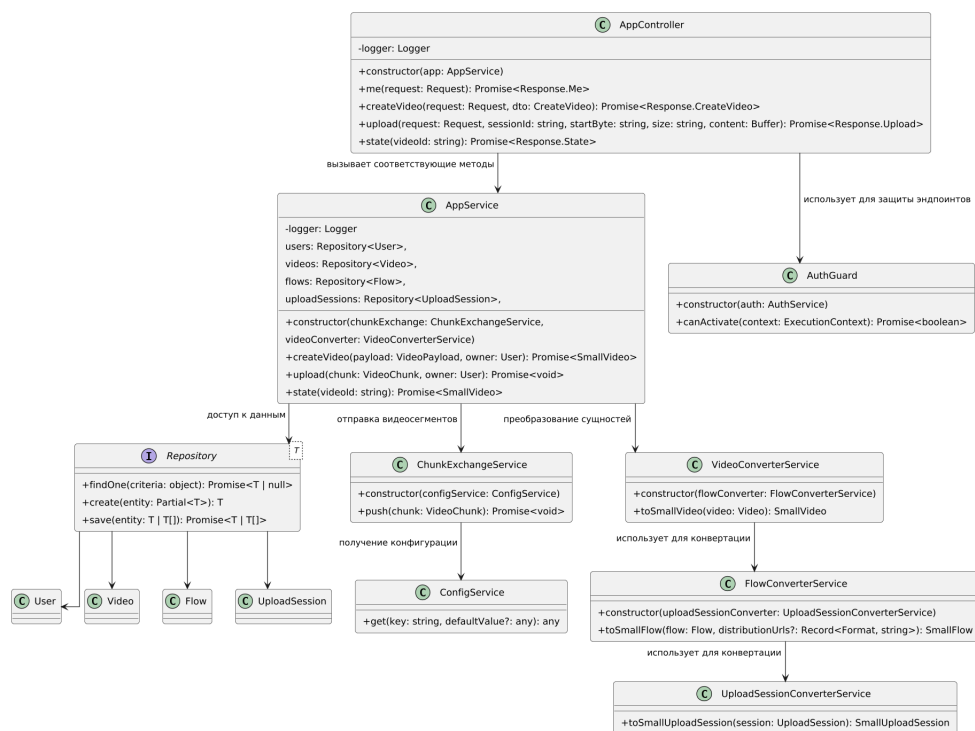 C AppController
-logger: Logger
+constructor(app: AppService)
+me(request: Request): Promise<Response.Me>
+createVideo(request: Request, dto: CreateVideo): Promise<Response.CreateVideo>
+upload(request: Request, sessionId: string, startByte: string, size: string, content: Buffer): Promise<Response.Upload>
+state(videoId: string): Promise<Response.State>
вызывает соответствующие методы
использует для защиты эндпоинтов
C AppService
-logger: Logger
users: Repository<User>,
videos: Repository<Video>,
flows: Repository<Flow>,
uploadSessions: Repository<UploadSession>,
+constructor(chunkExchange: ChunkExchangeService,
videoConverter: VideoConverterService)
+createVideo(payload: VideoPayload, owner: User): Promise<SmallVideo>
+upload(chunk: VideoChunk, owner: User): Promise<void>
+state(videoId: string): Promise<SmallVideo>
C AuthGuard
+constructor(auth: AuthService)
+canActivate(context: ExecutionContext): Promise<boolean>
доступ к данным
отправка видеосегментов
преобразование сущностей
I Repository
T
+findOne(criteria: object): Promise<T | null>
+create(entity: Partial<T>): T
+save(entity: T | T[]): Promise<T | T[]>
C ChunkExchangeService
+constructor(configService: ConfigService)
+push(chunk: VideoChunk): Promise<void>
C VideoConverterService
+constructor(flowConverter: FlowConverterService)
+toSmallVideo(video: Video): SmallVideo
получение конфигурации
использует для конвертации
C User
C Video
C Flow
C UploadSession
C ConfigService
+get(key: string, defaultValue?: any): any
C FlowConverterService
+constructor(uploadSessionConverter: UploadSessionConverterService)
+toSmallFlow(flow: Flow, distributionUrls?: Record<Format, string>): SmallFlow
использует для конвертации
C UploadSessionConverterService
+toSmallUploadSession(session: UploadSession): SmallUploadSession